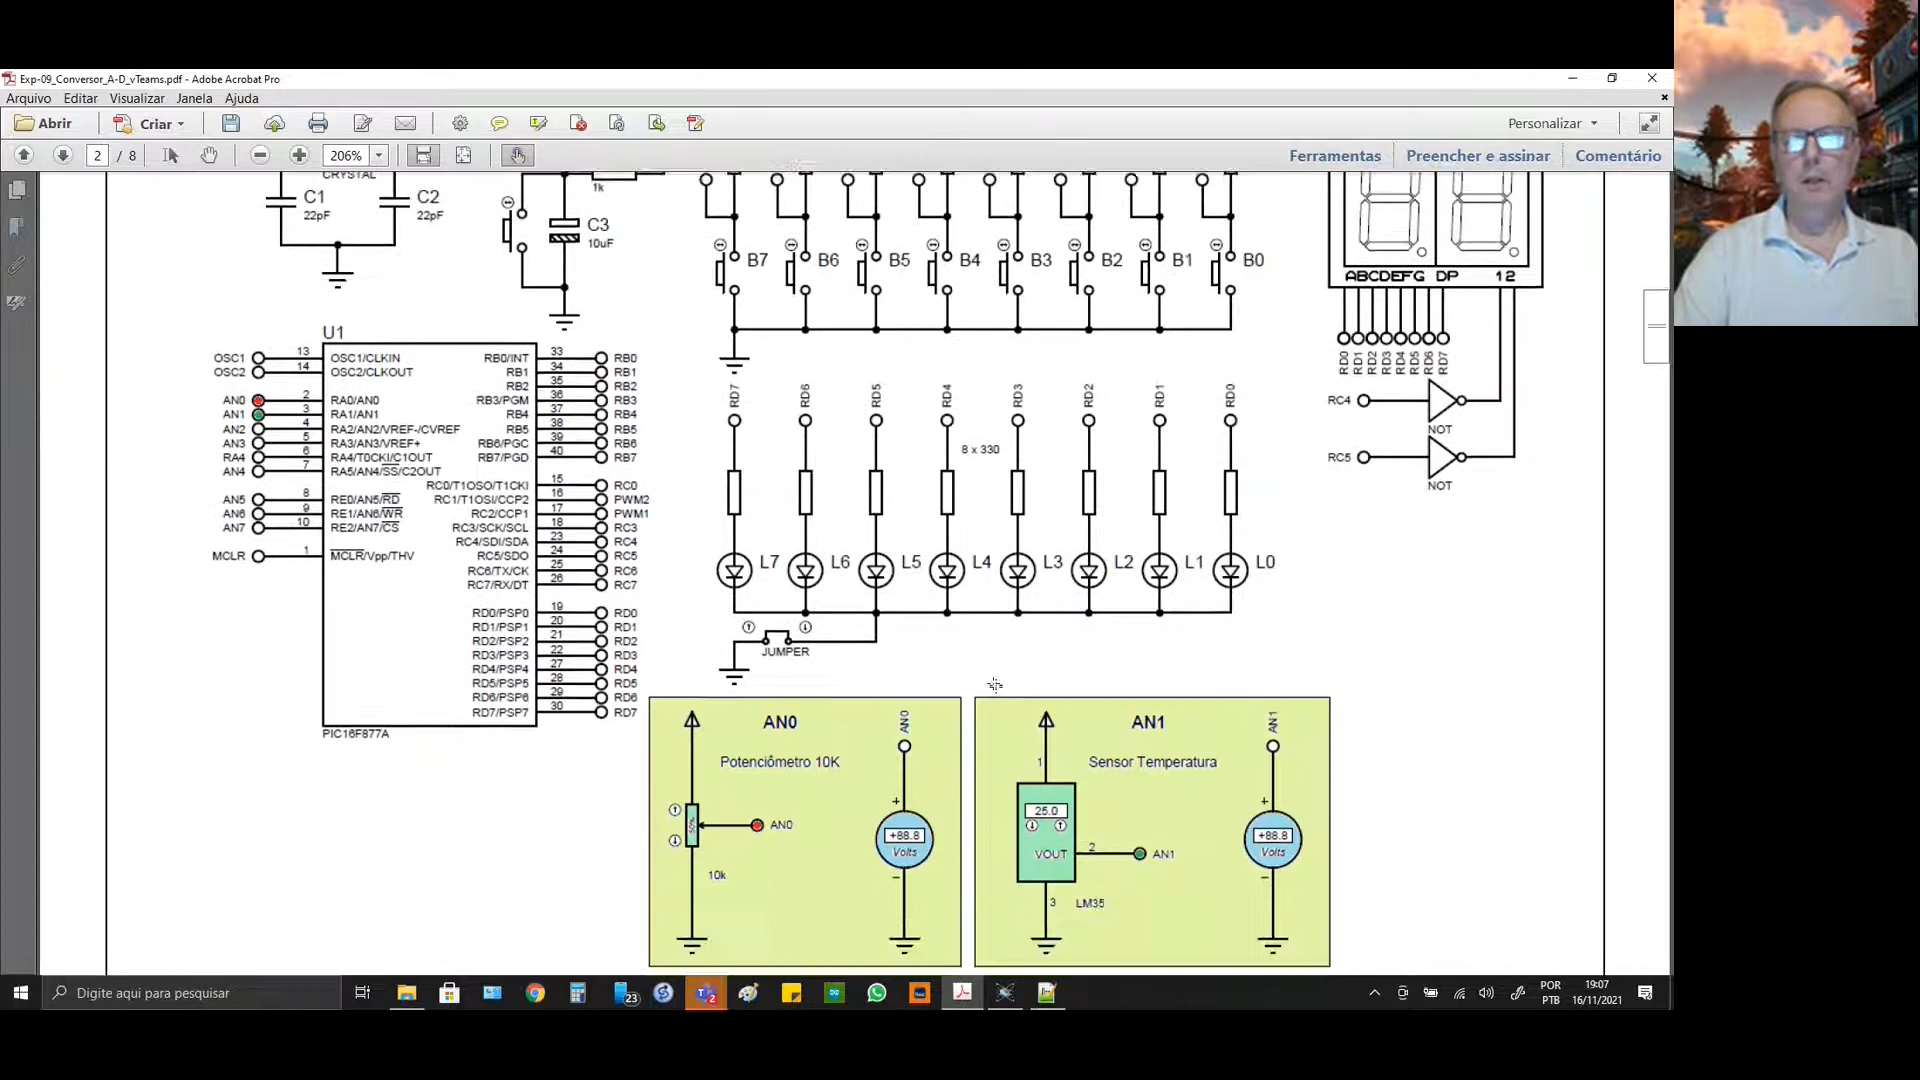 Exp-09_Conversor_A-D_vTeams.pdf - Adobe Acrobat Pro
Arquivo Editar Visualizar Janela Ajuda
Abrir Criar Personalizar
2 / 8 206% Ferramentas Preencher e assinar Comentário
CRYSTAL
C1 22pF
C2 22pF
1k
C3 10uF
B7 B6 B5 B4 B3 B2 B1 B0
ABCDEFG DP 12
RD0 RD1 RD2 RD3 RD4 RD5 RD6 RD7
RC4 NOT
RC5 NOT
U1
OSC1 13 OSC1/CLKIN RB0/INT 33 RB0
OSC2 14 OSC2/CLKOUT RB1 34 RB1
RB2 35 RB2
AN0 2 RA0/AN0 RB3/PGM 36 RB3
AN1 3 RA1/AN1 RB4 37 RB4
AN2 4 RA2/AN2/VREF-/CVREF RB5 38 RB5
AN3 5 RA3/AN3/VREF+ RB6/PGC 39 RB6
RA4 6 RA4/T0CKI/C1OUT RB7/PGD 40 RB7
AN4 7 RA5/AN4/SS/C2OUT
RC0/T1OSO/T1CKI 15 RC0
AN5 8 RE0/AN5/RD RC1/T1OSI/CCP2 16 PWM2
AN6 9 RE1/AN6/WR RC2/CCP1 17 PWM1
AN7 10 RE2/AN7/CS RC3/SCK/SCL 18 RC3
RC4/SDI/SDA 23 RC4
MCLR 1 MCLR/Vpp/THV RC5/SDO 24 RC5
RC6/TX/CK 25 RC6
RC7/RX/DT 26 RC7
RD0/PSP0 19 RD0
RD1/PSP1 20 RD1
RD2/PSP2 21 RD2
RD3/PSP3 22 RD3
RD4/PSP4 27 RD4
RD5/PSP5 28 RD5
RD6/PSP6 29 RD6
RD7/PSP7 30 RD7
PIC16F877A
RD7 RD6 RD5 RD4 RD3 RD2 RD1 RD0
8 x 330
L7 L6 L5 L4 L3 L2 L1 L0
JUMPER
AN0 AN0
Potenciômetro 10K
50% AN0
+88.8
Volts
10k
AN1 AN1
1 Sensor Temperatura
25.0
+88.8
Volts
VOUT 2 AN1
3 LM35
Digite aqui para pesquisar
23
2
POR
PTB
19:07
16/11/2021